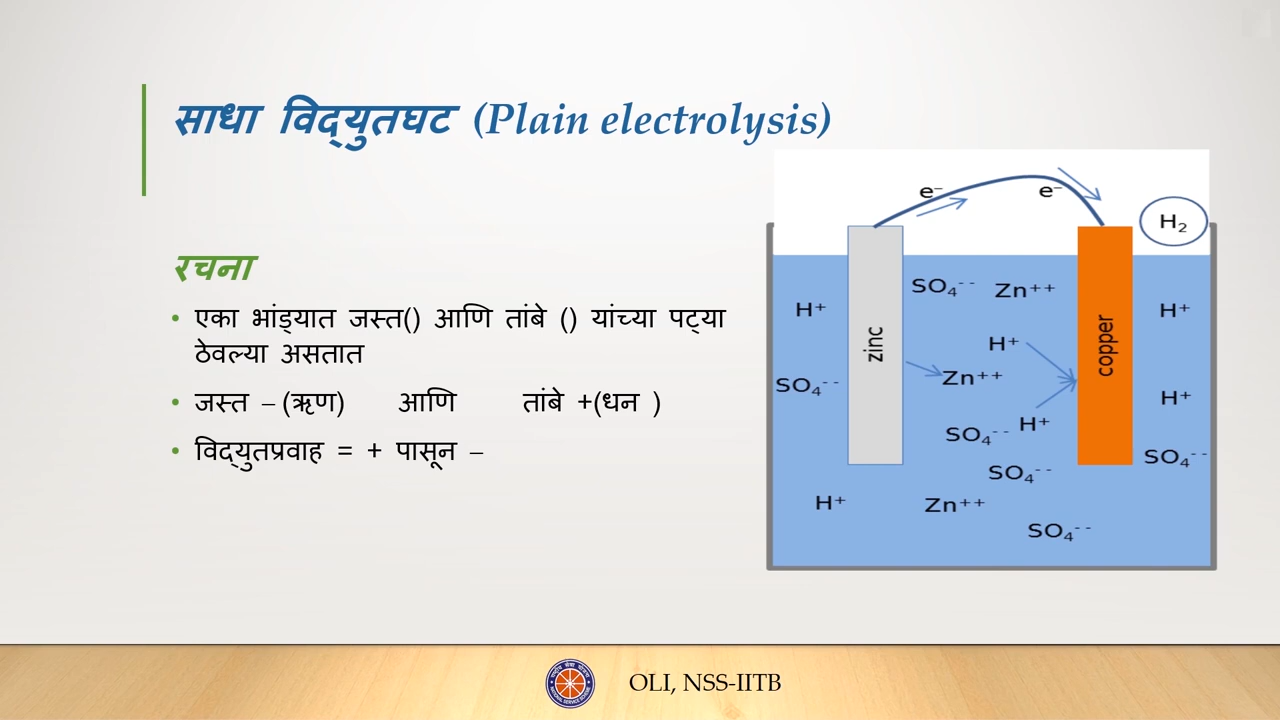 साधा विद्युतघट (Plain electrolysis)
रचना
• एका भांड्यात जस्त() आणि तांबे () यांच्या पट्या
ठेवल्या असतात
• जस्त – (ऋण) आणि तांबे +(धन )
• विद्युतप्रवाह = + पासून –
e⁻ e⁻
H₂
SO₄⁻⁻ Zn⁺⁺
H⁺ H⁺
zinc
copper
H⁺
Zn⁺⁺
SO₄⁻⁻
H⁺
H⁺
SO₄⁻⁻
SO₄⁻⁻
SO₄⁻⁻
H⁺ Zn⁺⁺
SO₄⁻⁻
OLI, NSS-IITB